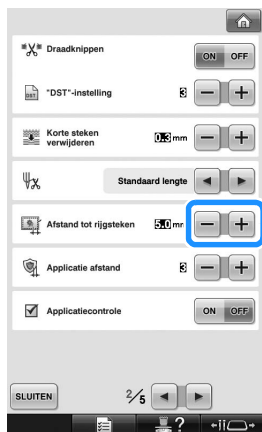 Draadknippen
ON OFF
DST
"DST"-instelling 3 − +
Korte steken
verwijderen 0.3 mm − +
Standaard lengte
Afstand tot rijgsteken 5.0 mm − +
Applicatie afstand 3 − +
Applicatiecontrole ON OFF
SLUITEN 2/5
?